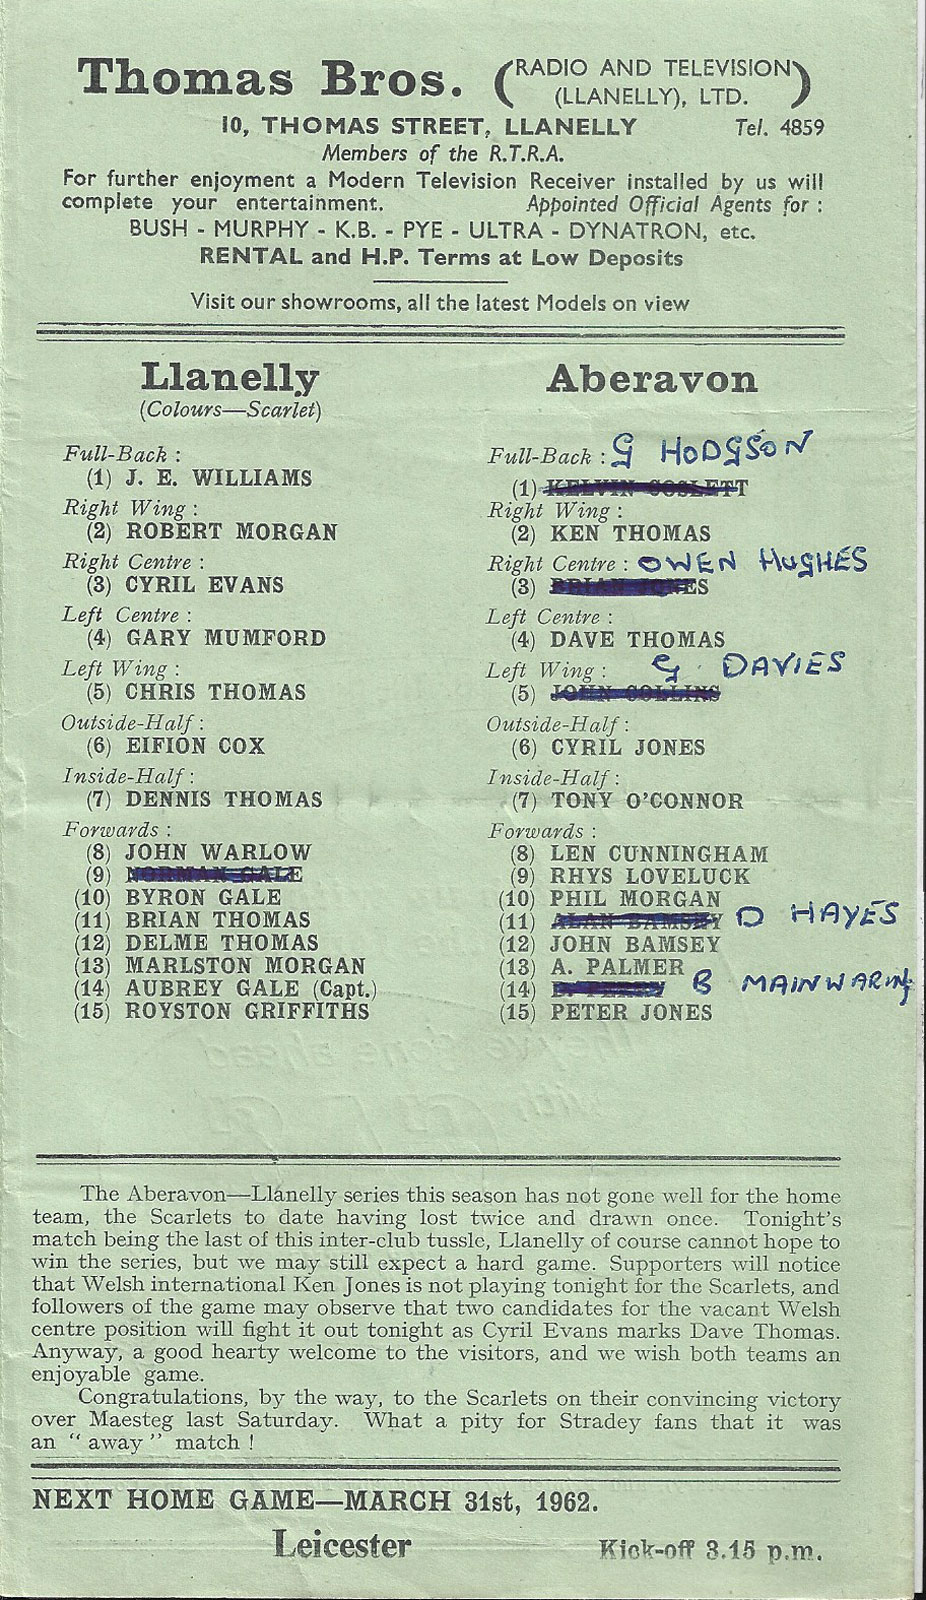 Thomas Bros. (RADIO AND TELEVISION (LLANELLY), LTD.)
10, THOMAS STREET, LLANELLY Tel. 4859
Members of the R.T.R.A.
For further enjoyment a Modern Television Receiver installed by us will
complete your entertainment. Appointed Official Agents for :
BUSH - MURPHY - K.B. - PYE - ULTRA - DYNATRON, etc.
RENTAL and H.P. Terms at Low Deposits
Visit our showrooms, all the latest Models on view
Llanelly
(Colours—Scarlet)
Full-Back :
(1) J. E. WILLIAMS
Right Wing :
(2) ROBERT MORGAN
Right Centre :
(3) CYRIL EVANS
Left Centre :
(4) GARY MUMFORD
Left Wing :
(5) CHRIS THOMAS
Outside-Half :
(6) EIFION COX
Inside-Half :
(7) DENNIS THOMAS
Forwards :
(8) JOHN WARLOW
(9) NORMAN GALE
(10) BYRON GALE
(11) BRIAN THOMAS
(12) DELME THOMAS
(13) MARLSTON MORGAN
(14) AUBREY GALE (Capt.)
(15) ROYSTON GRIFFITHS
Aberavon
Full-Back : G HODGSON
(1) KELVIN COSLETT
Right Wing :
(2) KEN THOMAS
Right Centre : OWEN HUGHES
(3) BRIAN JONES
Left Centre :
(4) DAVE THOMAS
Left Wing : G. DAVIES
(5) JOHN COLLINS
Outside-Half :
(6) CYRIL JONES
Inside-Half :
(7) TONY O'CONNOR
Forwards :
(8) LEN CUNNINGHAM
(9) RHYS LOVELUCK
(10) PHIL MORGAN
(11) ALAN BAMSEY D HAYES
(12) JOHN BAMSEY
(13) A. PALMER
(14) B MAINWARING
(15) PETER JONES
The Aberavon—Llanelly series this season has not gone well for the home
team, the Scarlets to date having lost twice and drawn once. Tonight's
match being the last of this inter-club tussle, Llanelly of course cannot hope to
win the series, but we may still expect a hard game. Supporters will notice
that Welsh international Ken Jones is not playing tonight for the Scarlets, and
followers of the game may observe that two candidates for the vacant Welsh
centre position will fight it out tonight as Cyril Evans marks Dave Thomas.
Anyway, a good hearty welcome to the visitors, and we wish both teams an
enjoyable game.
Congratulations, by the way, to the Scarlets on their convincing victory
over Maesteg last Saturday. What a pity for Stradey fans that it was
an “ away ” match !
NEXT HOME GAME—MARCH 31st, 1962.
Leicester Kick-off 3.15 p.m.